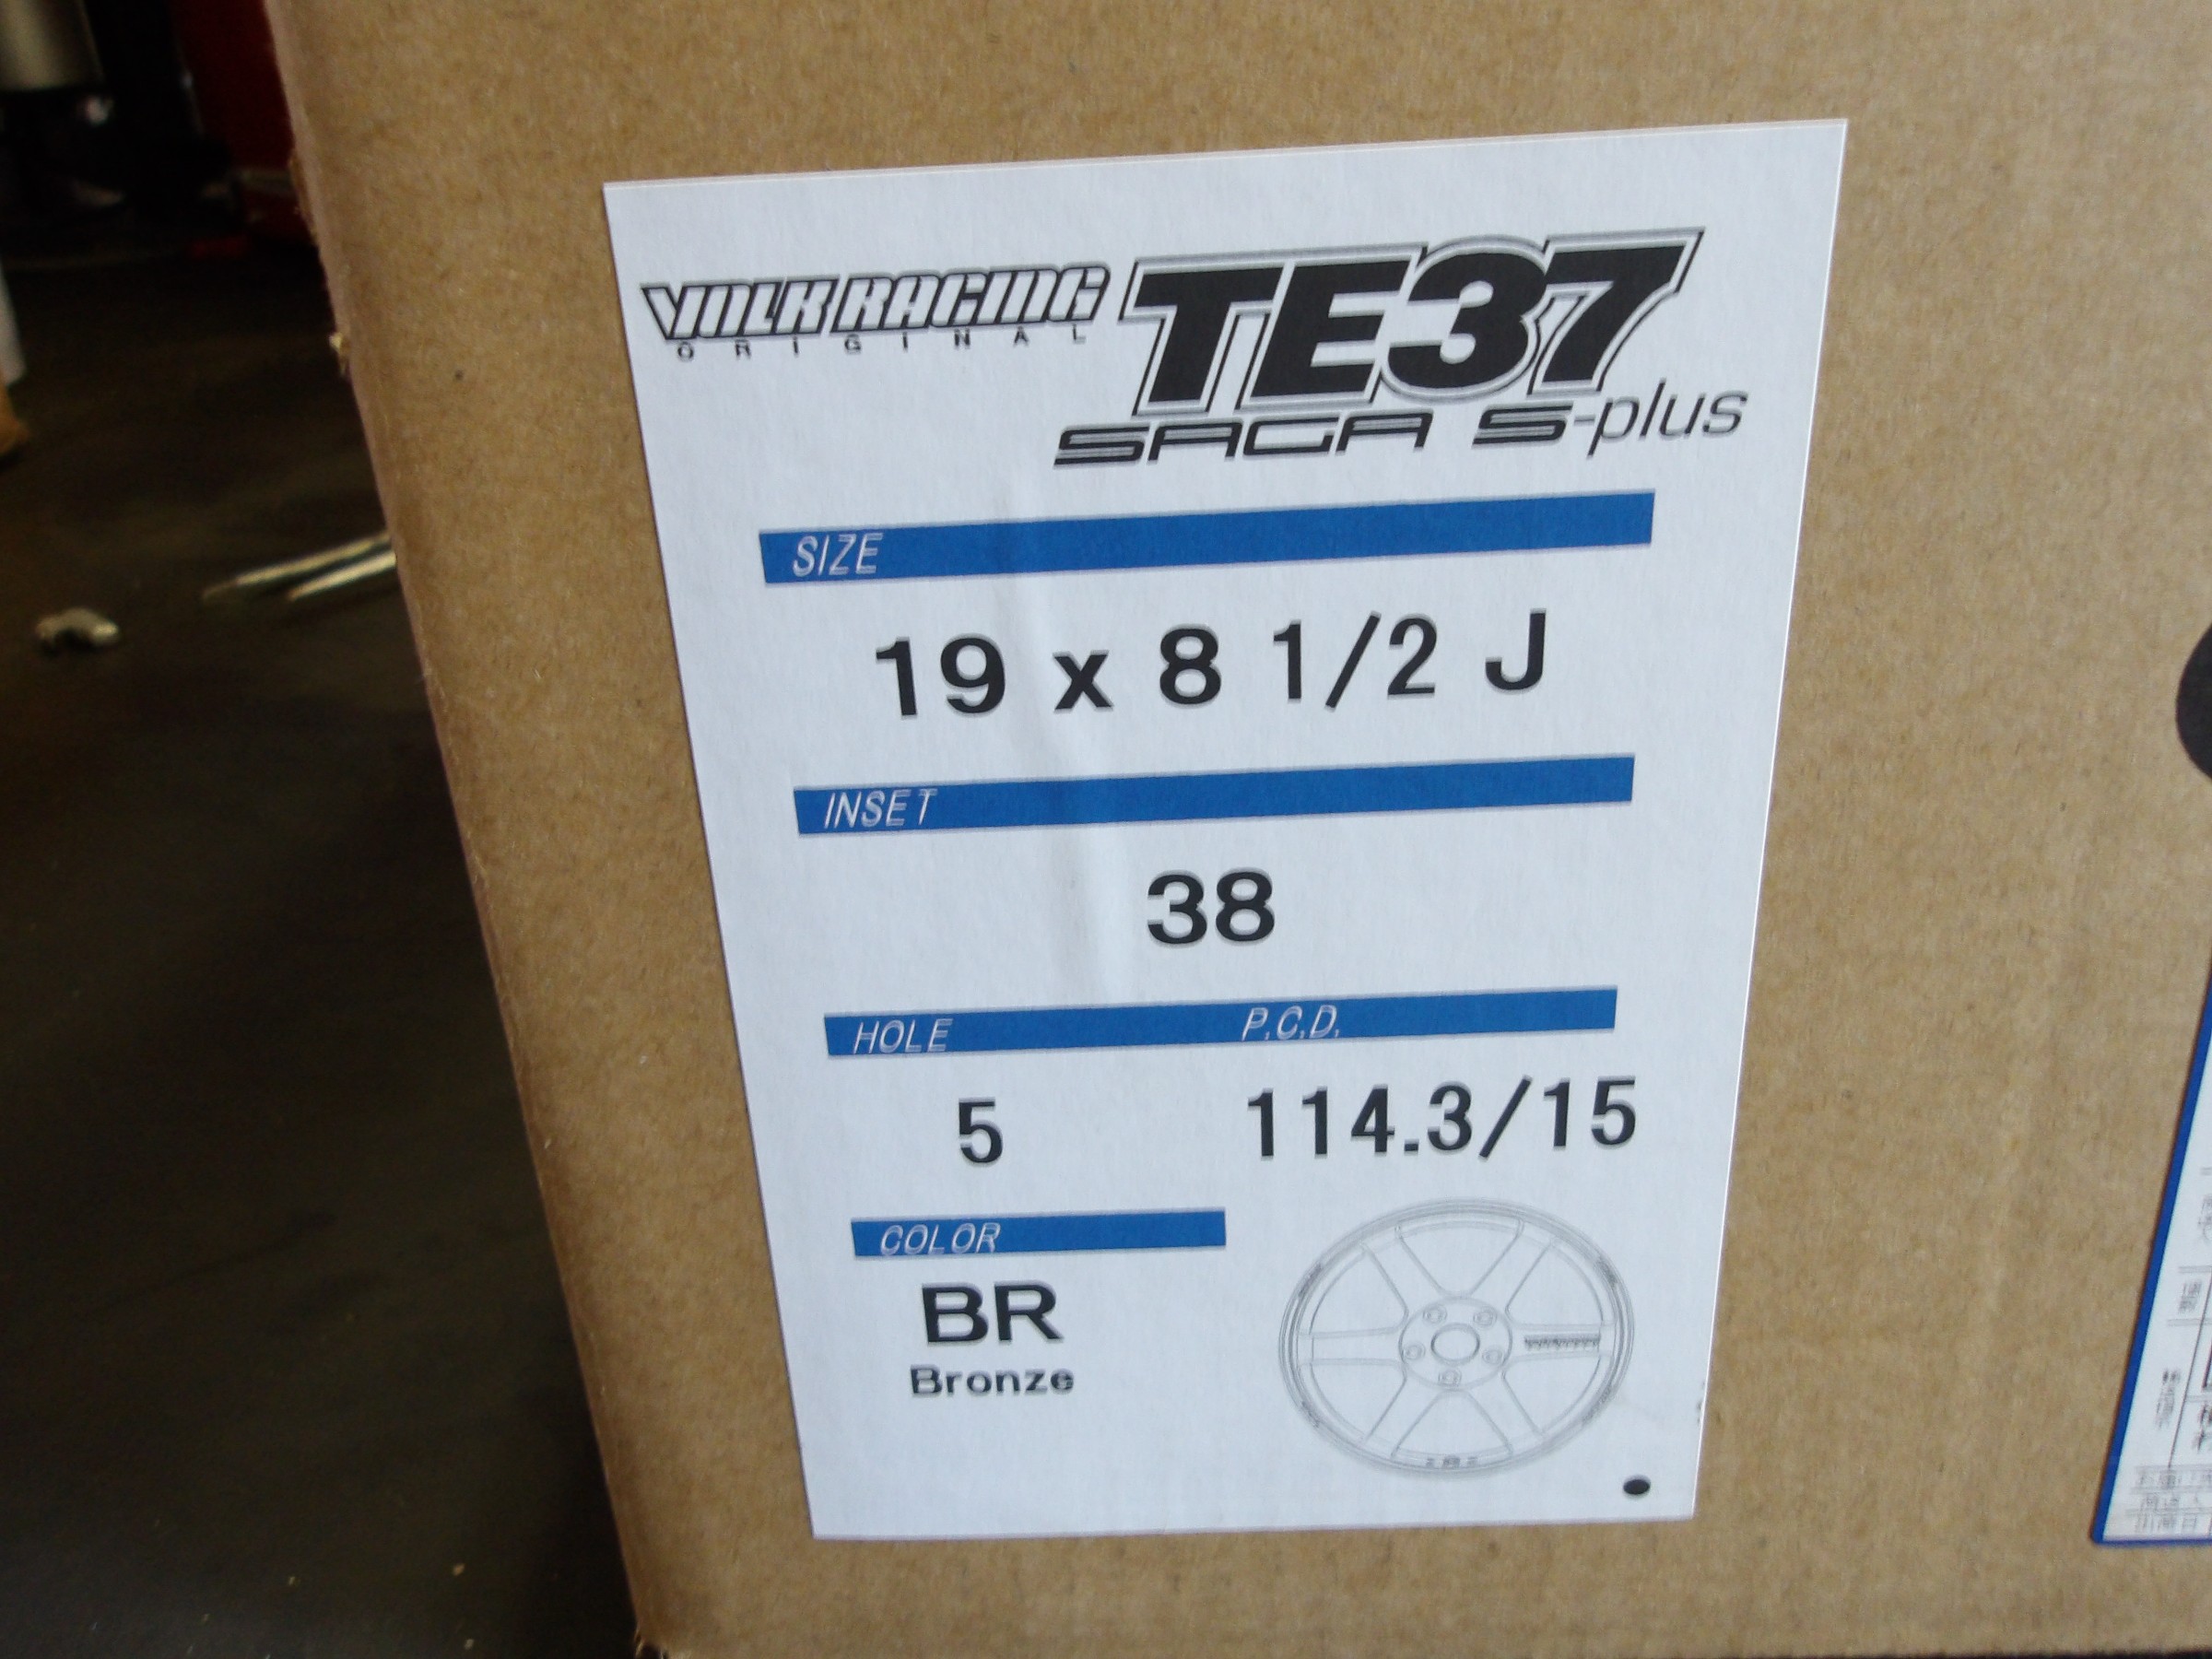 VOLK RACING TE37
ORIGINAL
SAGA S-plus
SIZE
19 x 8 1/2 J
INSET
38
HOLE P.C.D.
5 114.3/15
COLOR
BR
Bronze